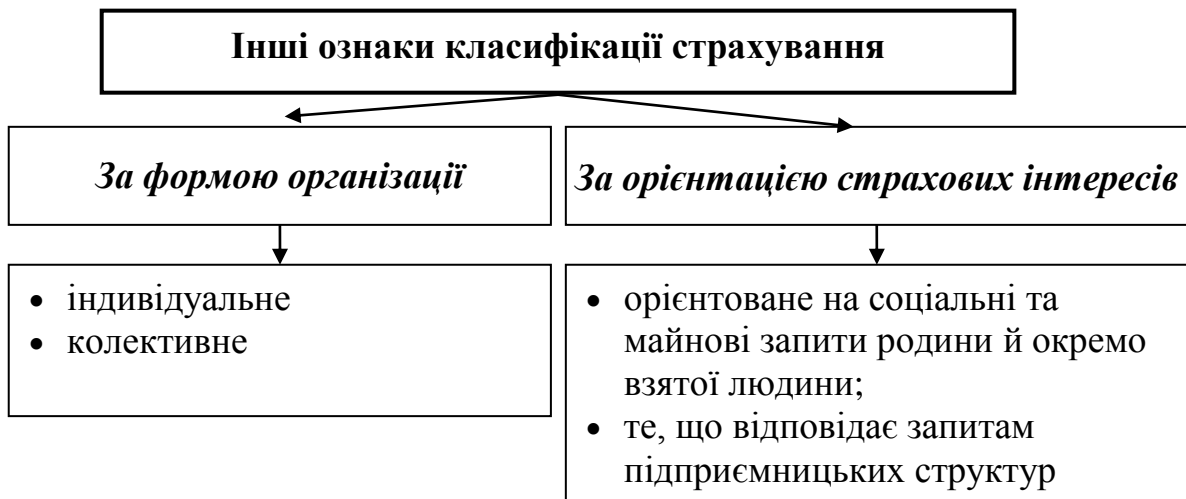 Інші ознаки класифікації страхування
За формою організації
За орієнтацією страхових інтересів
• індивідуальне
• колективне
• орієнтоване на соціальні та
майнові запити родини й окремо
взятої людини;
• те, що відповідає запитам
підприємницьких структур